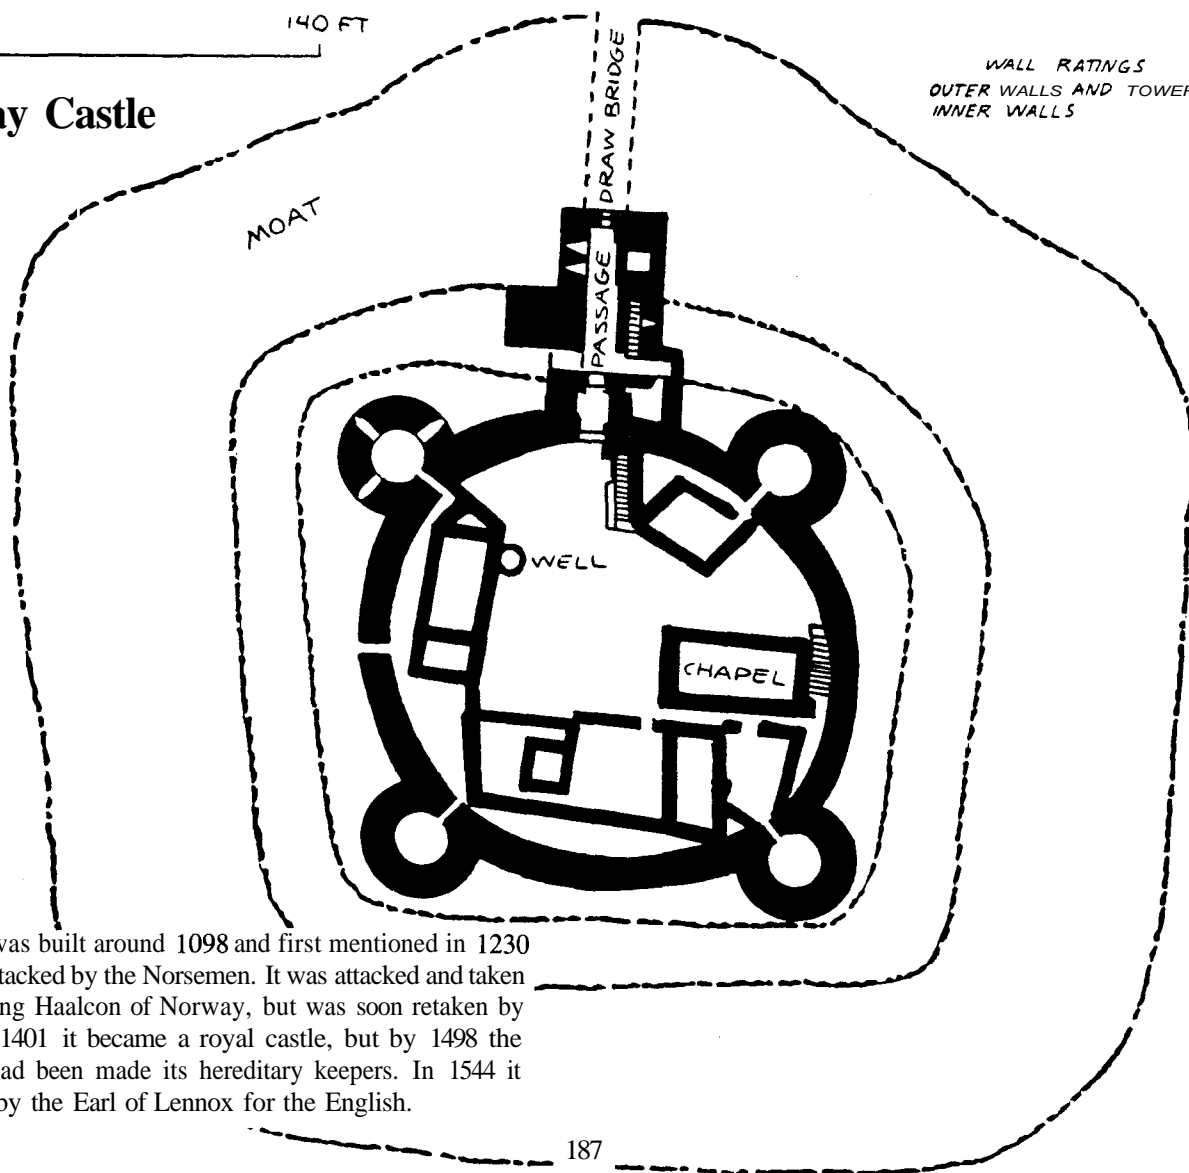 140 FT
ay Castle
WALL RATINGS
OUTER WALLS AND TOWER
INNER WALLS
DRAW BRIDGE
MOAT
PASSAGE
WELL
CHAPEL
was built around 1098 and first mentioned in 1230
ttacked by the Norsemen. It was attacked and taken
ng Haalcon of Norway, but was soon retaken by
1401 it became a royal castle, but by 1498 the
ad been made its hereditary keepers. In 1544 it
by the Earl of Lennox for the English.
187